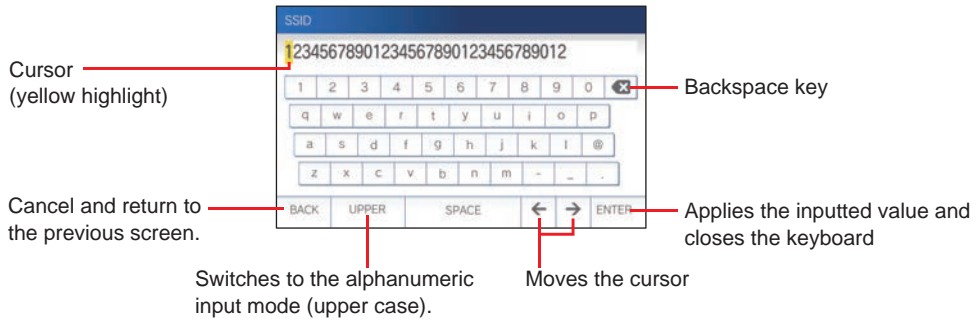 SSID
12345678901234567890123456789012
Cursor
(yellow highlight)
1 2 3 4 5 6 7 8 9 0
Backspace key
q w e r t y u i o p
a s d f g h j k l @
z x c v b n m - _ .
Cancel and return to
the previous screen.
BACK UPPER SPACE ← → ENTER
Applies the inputted value and
closes the keyboard
Switches to the alphanumeric
input mode (upper case).
Moves the cursor